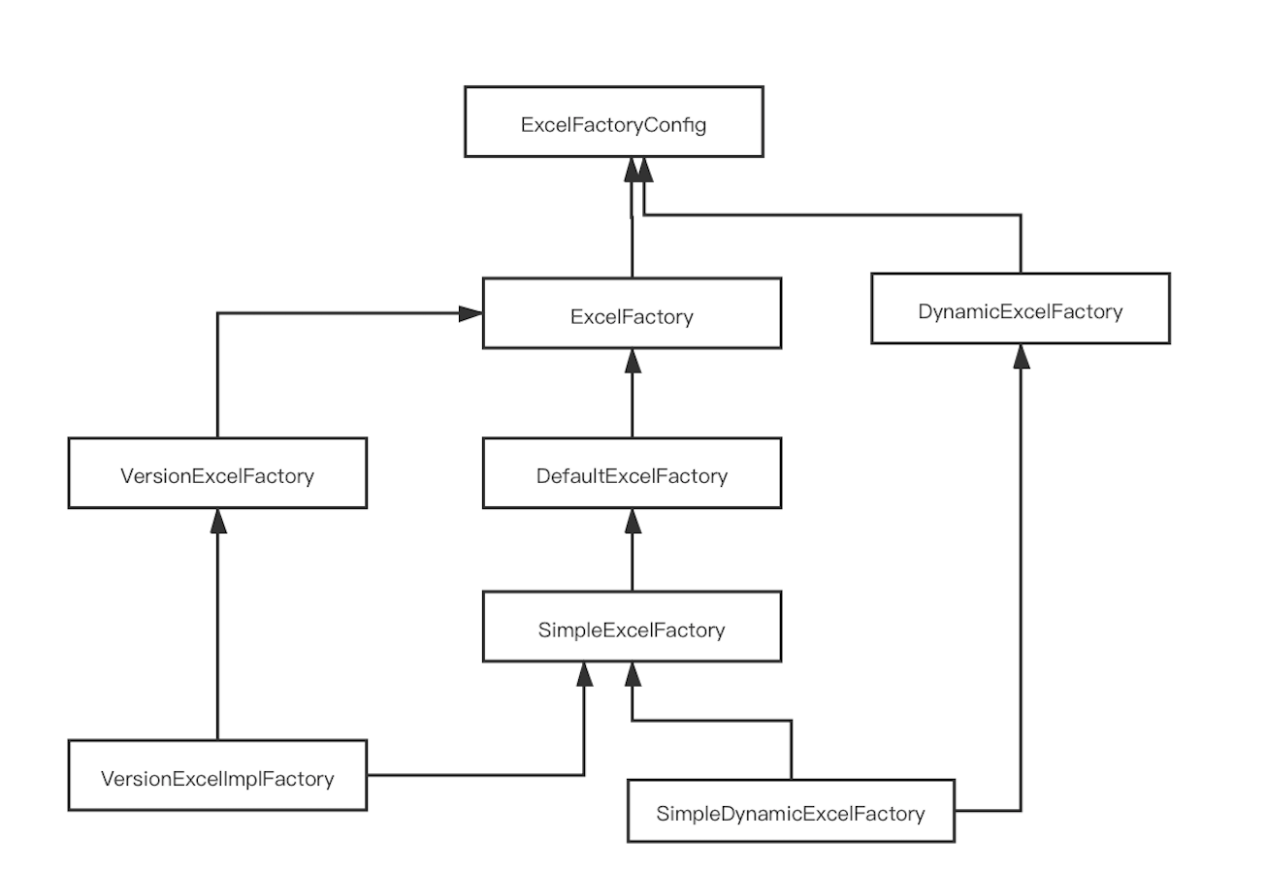 ExcelFactoryConfig
ExcelFactory
DynamicExcelFactory
VersionExcelFactory
DefaultExcelFactory
SimpleExcelFactory
VersionExcelImplFactory
SimpleDynamicExcelFactory